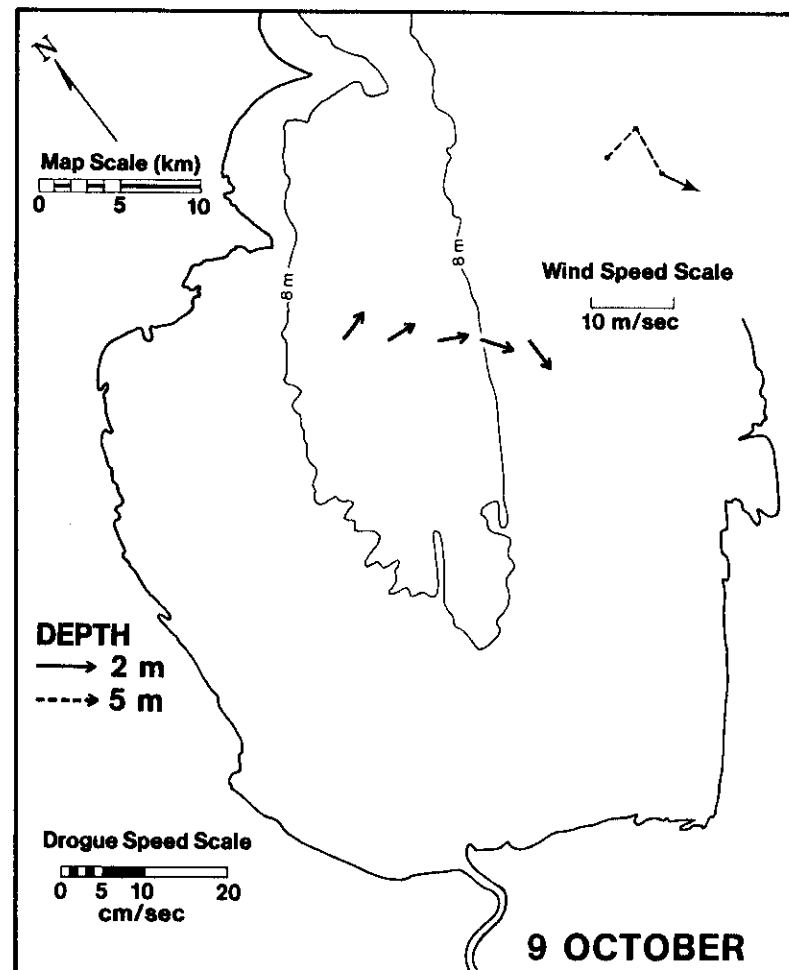 N
Map Scale (km)
0 5 10
8 m
8 m
Wind Speed Scale
10 m/sec
DEPTH
2 m
5 m
Drogue Speed Scale
0 5 10 20
cm/sec
9 OCTOBER